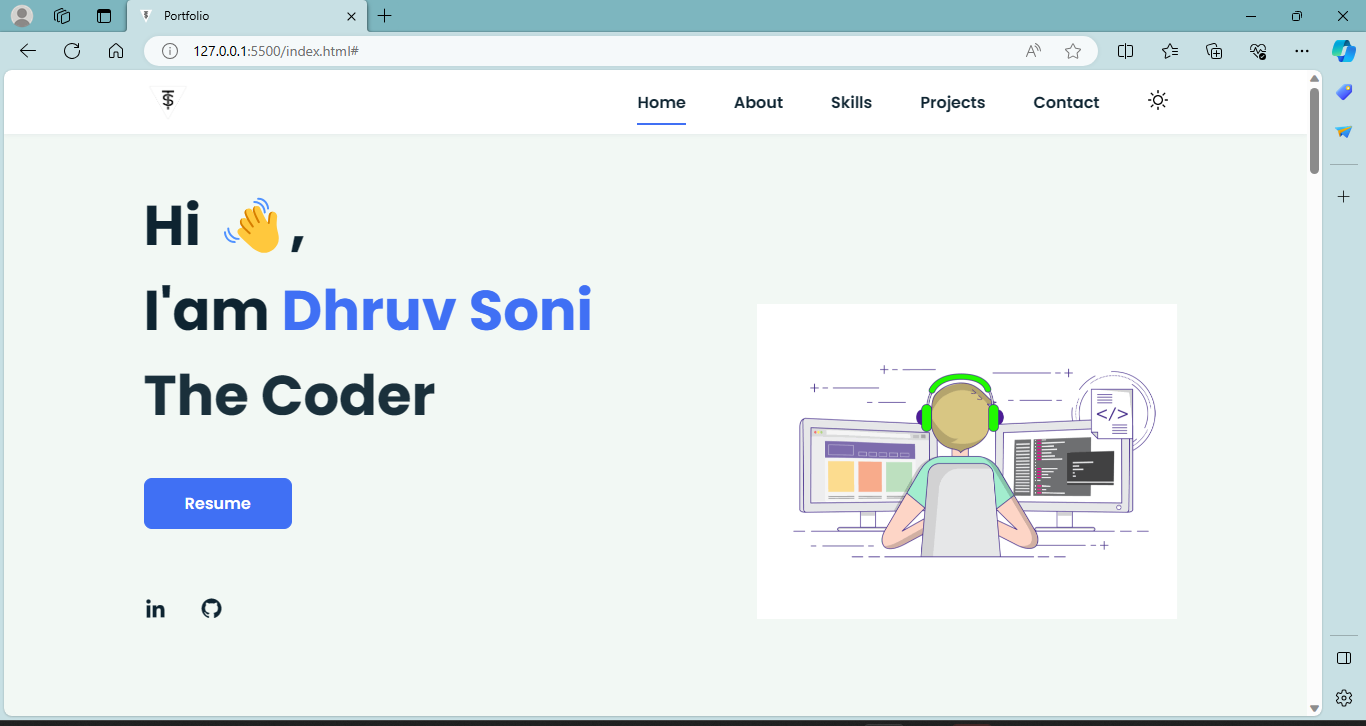 Portfolio
127.0.0.1:5500/index.html#
Home About Skills Projects Contact
Hi 👋,
I'am Dhruv Soni
The Coder
</>
Resume
in